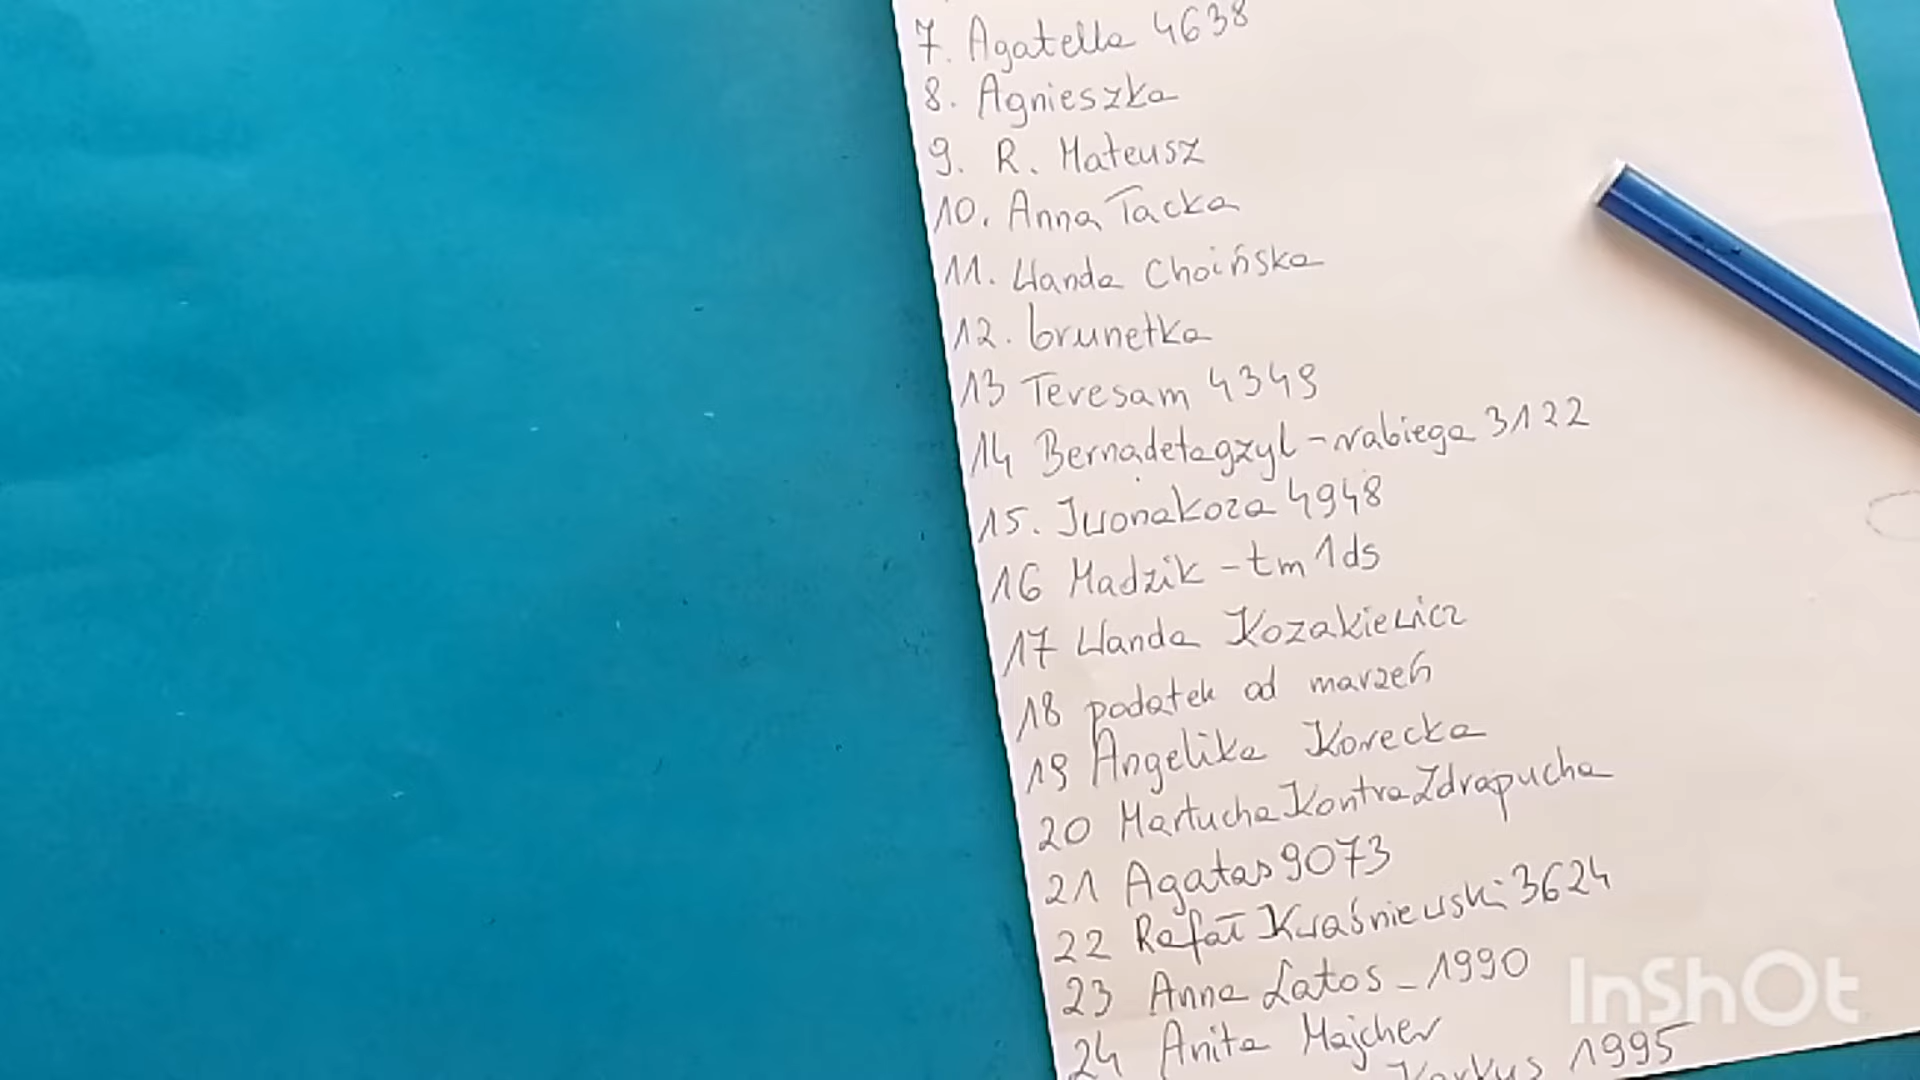 7. Agatella 4638
8. Agnieszka
9. R. Mateusz
10. Anna Tacka
11. Wanda Choińska
12. brunetka
13 Teresam 4349
14 Bernadetagzyl-nabiega 3122
15. Iwonakoza 4948
16 Madzik-tm1ds
17 Wanda Kozakiewicz
18 podatek od marzeń
19 Angelika Korecka
20 MartuchaKontraZdrapucha
21 Agatas9073
22 Rafał Kwaśniewski 3624
23 Anna Latos_1990
24 Anita Majcher
1995
InShOt